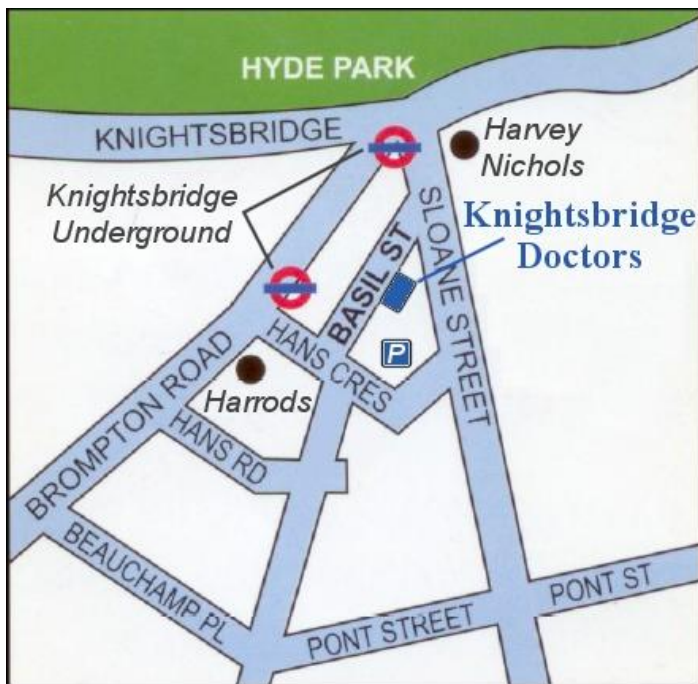 HYDE PARK
KNIGHTSBRIDGE
Harvey
Nichols
Knightsbridge
Underground
SLOANE STREET
Knightsbridge
Doctors
BASIL ST
P
HANS CRES
BROMPTON ROAD
Harrods
HANS RD
BEAUCHAMP PL
PONT STREET
PONT ST